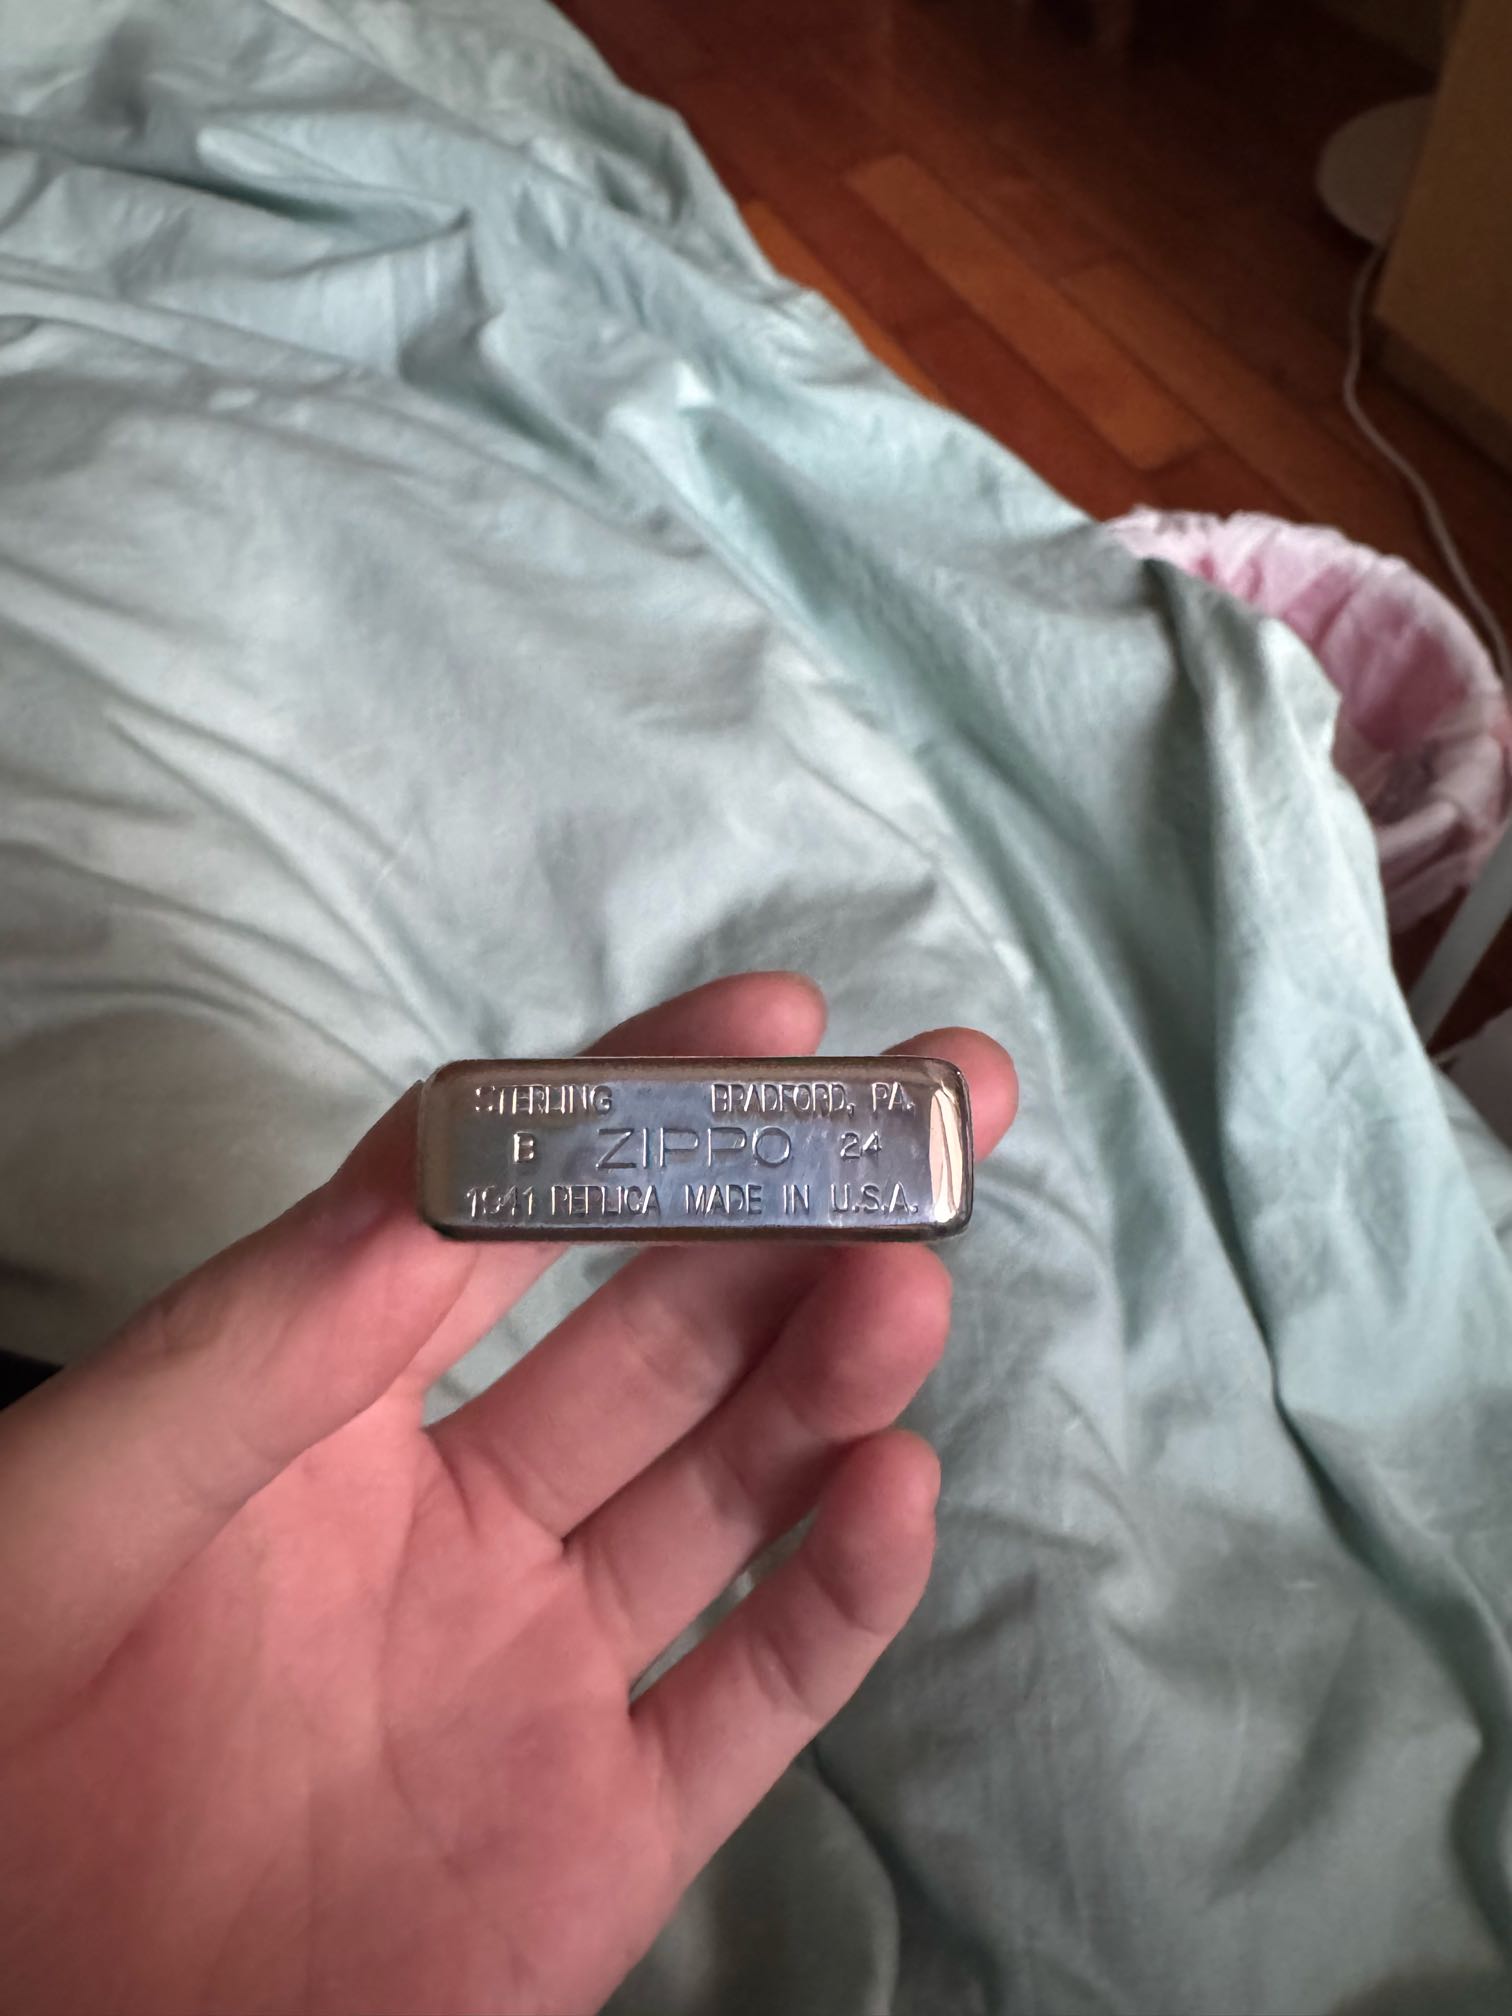 STERLING BRADFORD, PA.
B ZIPPO 24
1941 REPLICA MADE IN U.S.A.